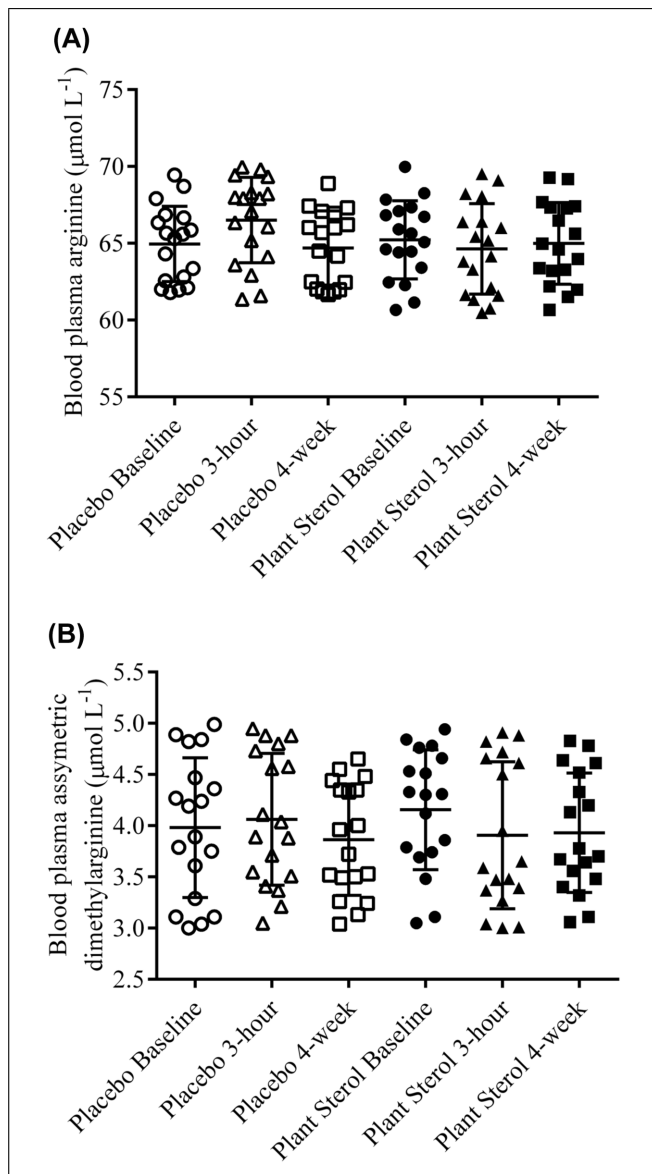 (A)
Blood plasma arginine (μmol L⁻¹)
75
70
65
60
55
Placebo Baseline
Placebo 3-hour
Placebo 4-week
Plant Sterol Baseline
Plant Sterol 3-hour
Plant Sterol 4-week
(B)
Blood plasma assymetric
dimethylarginine (μmol L⁻¹)
5.5
5.0
4.5
4.0
3.5
3.0
2.5
Placebo Baseline
Placebo 3-hour
Placebo 4-week
Plant Sterol Baseline
Plant Sterol 3-hour
Plant Sterol 4-week